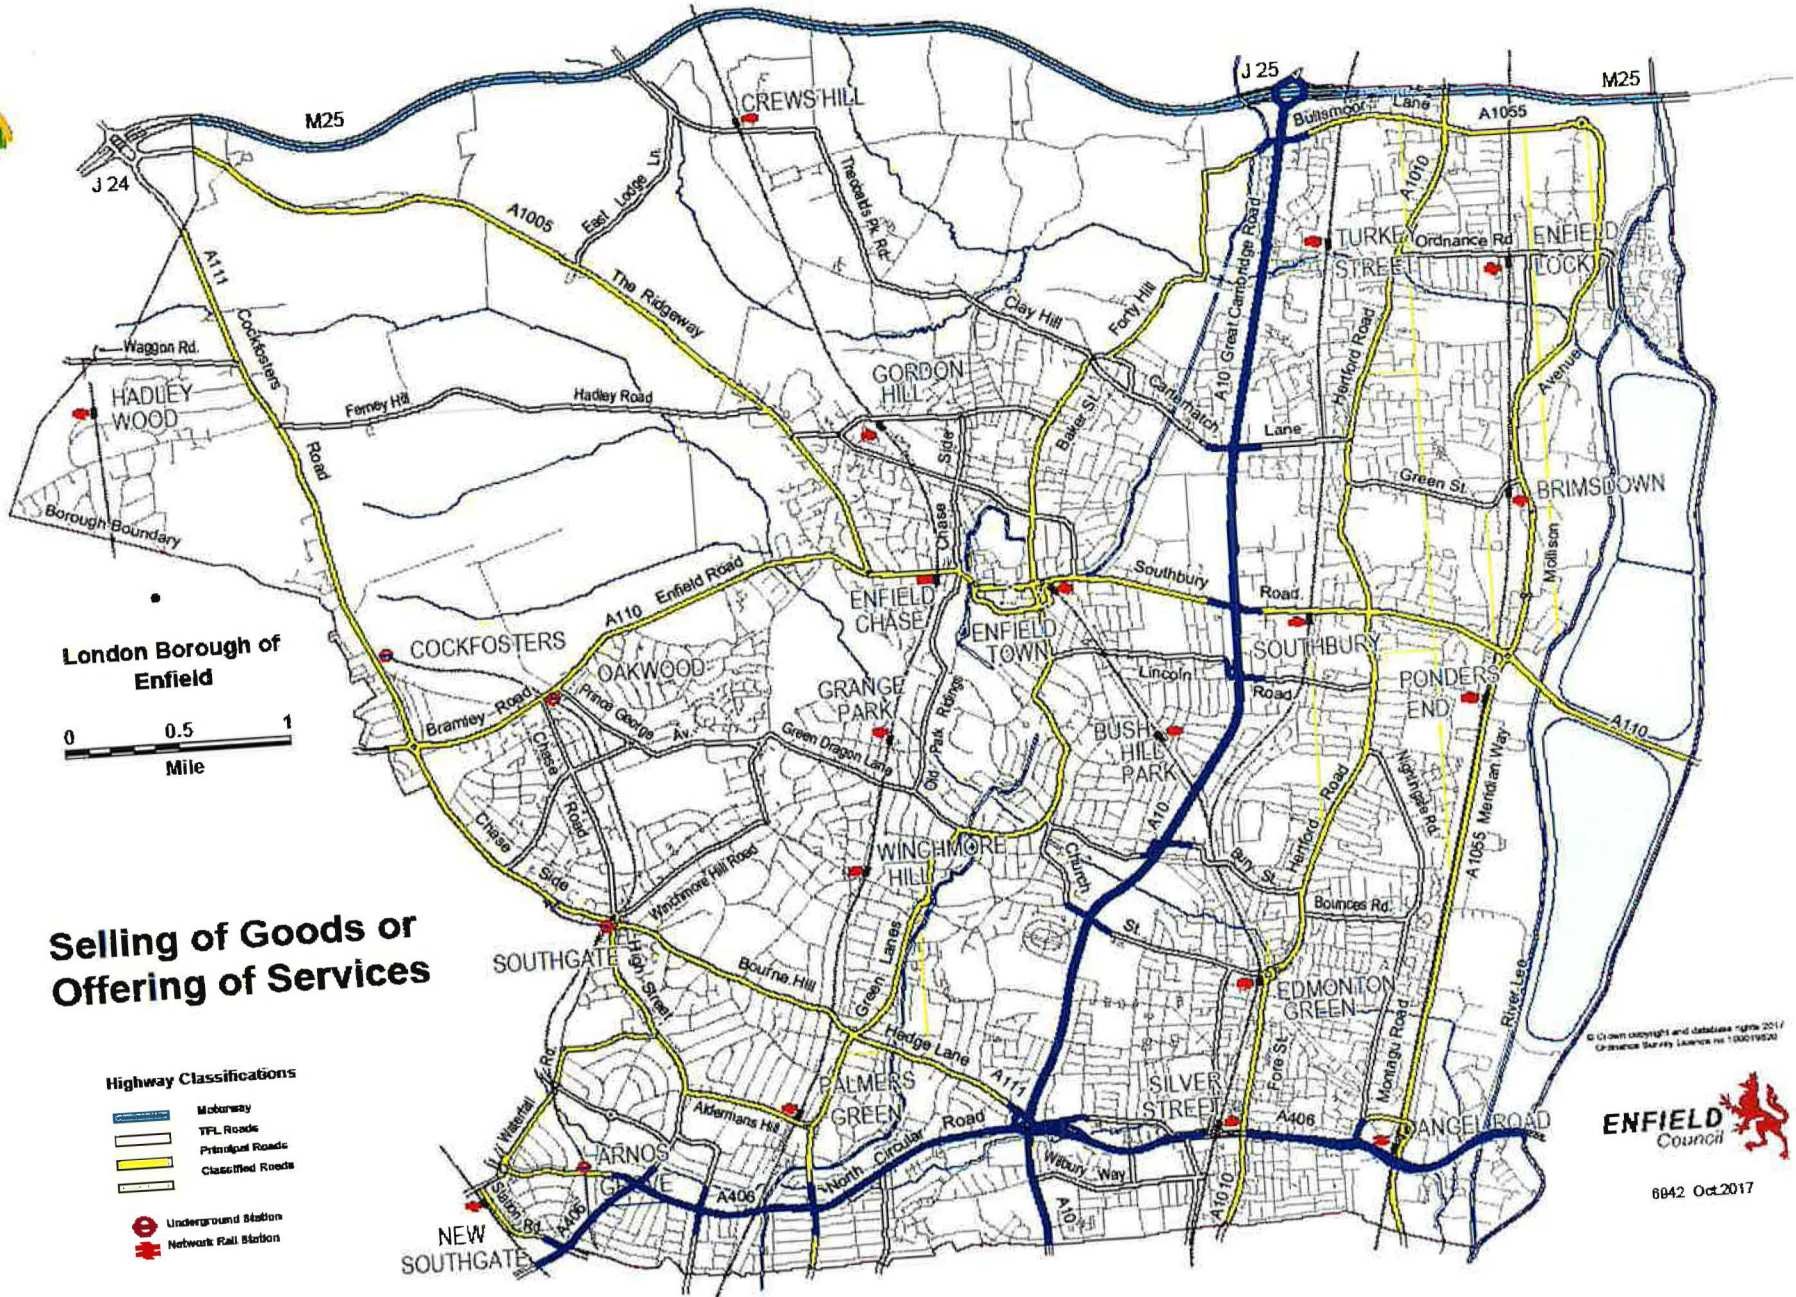 M25
J 24
CREWS HILL
J 25
M25
Bullsmoor Lane
A1055
A1010
A1005
East Lodge Ln.
Theobalds Pk. Rd.
A111
The Ridgeway
Clay Hill
Forty Hill
A10 Great Cambridge Road
Ordnance Rd
ENFIELD
LOCK
STREET
Cockfosters
Road
Waggon Rd.
HADLEY
WOOD
Ferney Hill
Hadley Road
GORDON
HILL
Baker St.
Carterhatch
Lane
Hertford Road
Avenue
Green St.
BRIMSDOWN
Mollison
Borough Boundary
Chase Side
A110 Enfield Road
ENFIELD
CHASE
Southbury
Road
ENFIELD
TOWN
SOUTHBURY
London Borough of
Enfield
0 0.5 1
Mile
COCKFOSTERS
OAKWOOD
Bramley Road
Prince George Av.
GRANGE
PARK
Old Park Ridings
Lincoln
Road
PONDERS
END
A110
Green Dragon Lane
BUSH
HILL
PARK
Chase
Road
Nightingale Rd.
A1055 Meridian Way
Hertford Road
A10
Chase
Side
Winchmore Hill Road
WINCHMORE
HILL
Church
St.
Bury St.
Bounces Rd.
Selling of Goods or
Offering of Services
SOUTHGATE
High Street
Bourne Hill
Green Lanes
EDMONTON
GREEN
River Lee
Hedge Lane
A111
Fore St.
Montagu Road
© Crown copyright and database rights 2017
Highway Classifications
Motorway
TFL Roads
Principal Roads
Classified Roads
Underground Station
Network Rail Station
Waterfall
Rd.
Aldermans Hill
PALMERS
GREEN
North Circular Road
SILVER
STREET
A406
ANGEL ROAD
ARNOS
Wilbury Way
A406
A406
Station Rd.
A10
A1010
NEW
SOUTHGATE
ENFIELD
Council
6942 Oct.2017